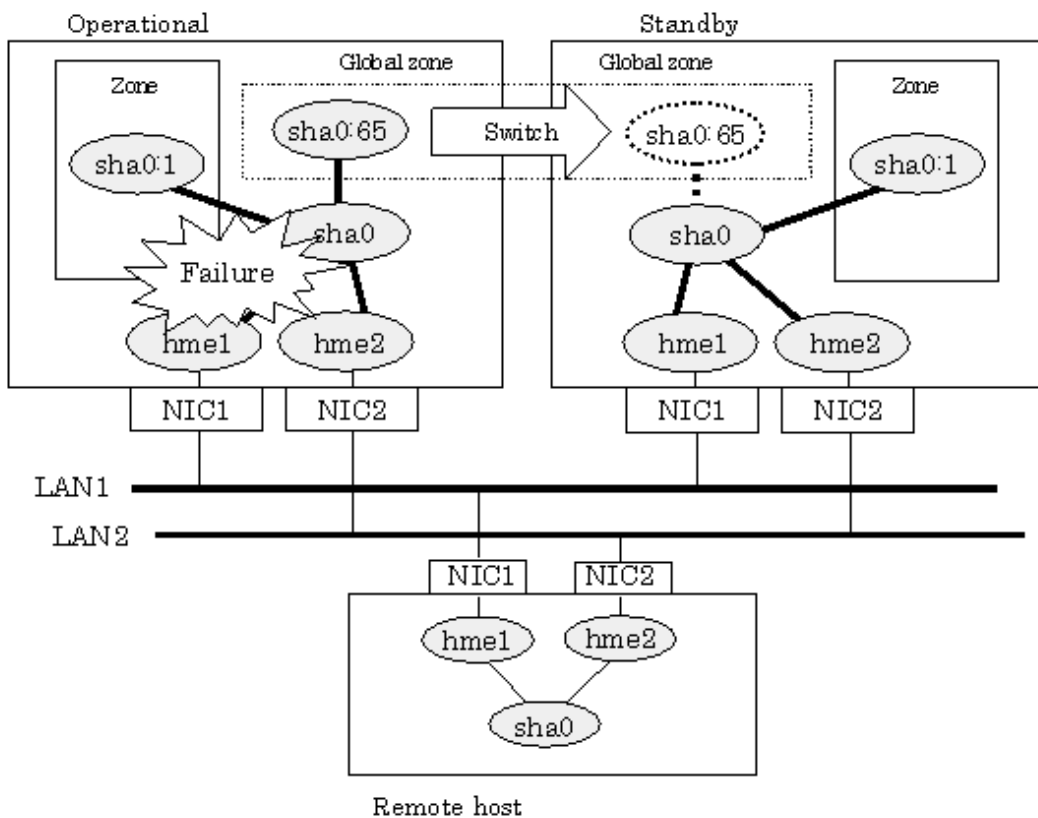 Operational
Standby
Global zone
Global zone
Zone
Zone
sha0:65
Switch
sha0:65
sha0:1
sha0:1
sha0
sha0
Failure
hme1
hme2
hme1
hme2
NIC1
NIC2
NIC1
NIC2
LAN1
LAN2
NIC1
NIC2
hme1
hme2
sha0
Remote host